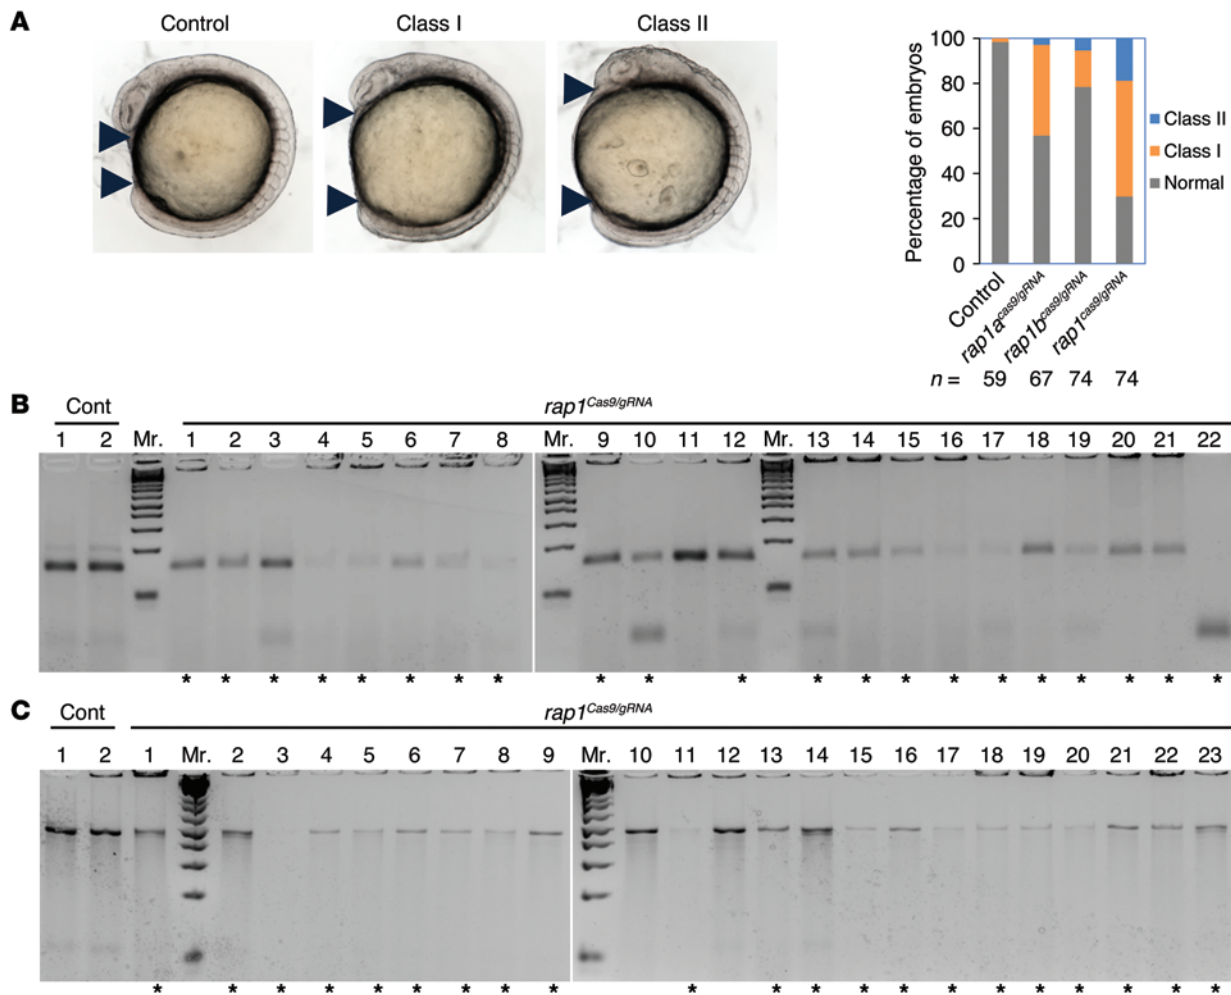 A
Control
Class I
Class II
Percentage of embryos
100
80
60
40
20
0
Class II
Class I
Normal
Control
rap1a^cas9/gRNA
rap1b^cas9/gRNA
rap1^cas9/gRNA
n = 59 67 74 74
B
Cont
rap1^Cas9/gRNA
1 2 Mr. 1 2 3 4 5 6 7 8 Mr. 9 10 11 12 Mr. 13 14 15 16 17 18 19 20 21 22
* * * * * * * * * * * * * * * * * * * * *
C
Cont
rap1^Cas9/gRNA
1 2 1 Mr. 2 3 4 5 6 7 8 9 Mr. 10 11 12 13 14 15 16 17 18 19 20 21 22 23
* * * * * * * * * * * * * * * * * * * * *